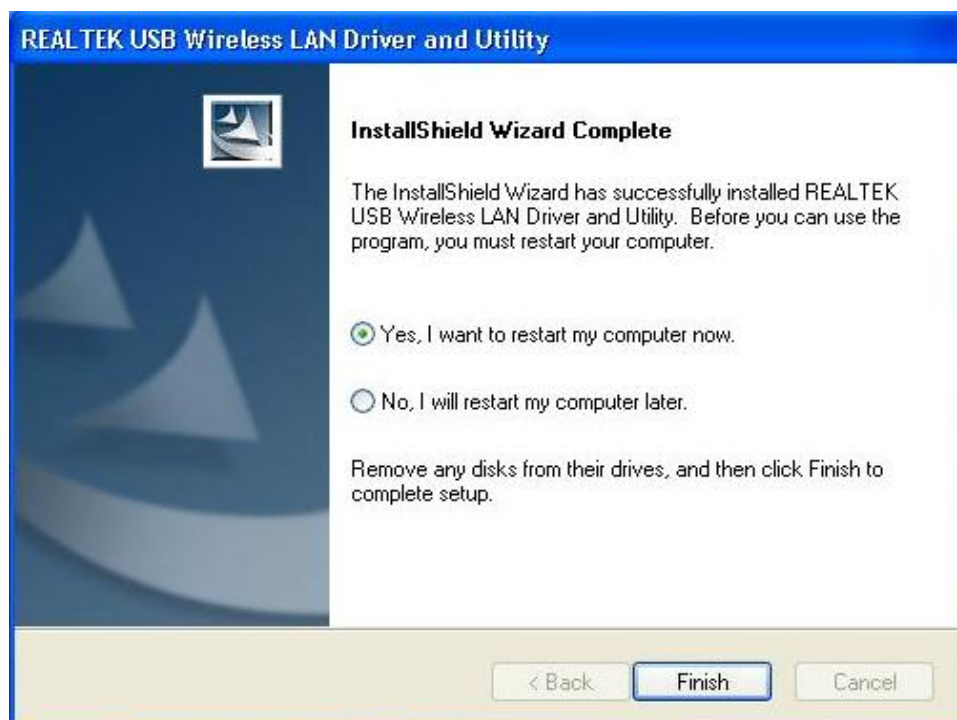 REALTEK USB Wireless LAN Driver and Utility
InstallShield Wizard Complete
The InstallShield Wizard has successfully installed REALTEK
USB Wireless LAN Driver and Utility. Before you can use the
program, you must restart your computer.
Yes, I want to restart my computer now.
No, I will restart my computer later.
Remove any disks from their drives, and then click Finish to
complete setup.
< Back
Finish
Cancel